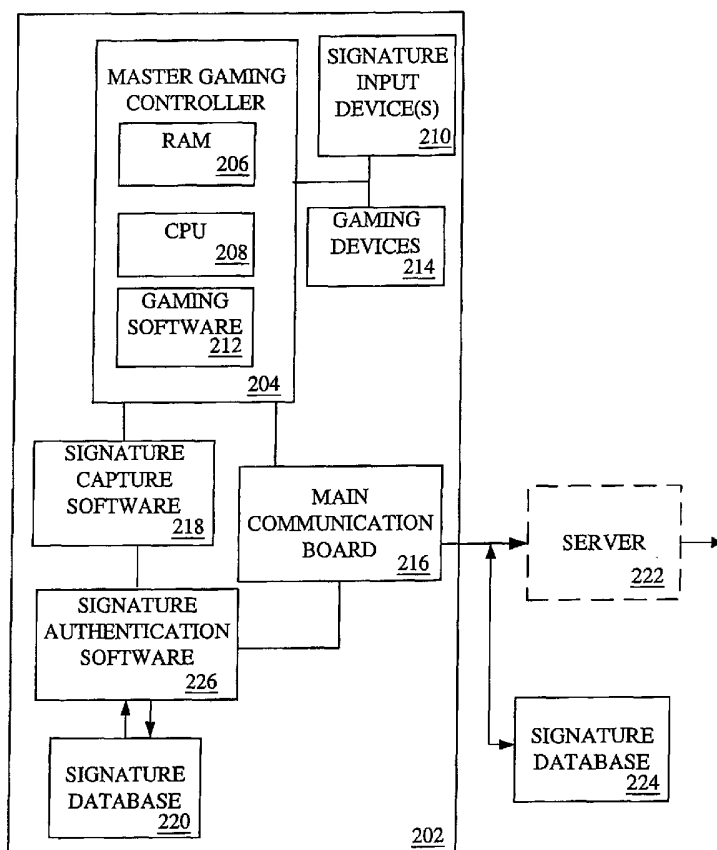 MASTER GAMING
CONTROLLER
RAM
206
CPU
208
GAMING
SOFTWARE
212
204
SIGNATURE
INPUT
DEVICE(S)
210
GAMING
DEVICES
214
SIGNATURE
CAPTURE
SOFTWARE
218
MAIN
COMMUNICATION
BOARD
216
SERVER
222
SIGNATURE
AUTHENTICATION
SOFTWARE
226
SIGNATURE
DATABASE
220
SIGNATURE
DATABASE
224
202